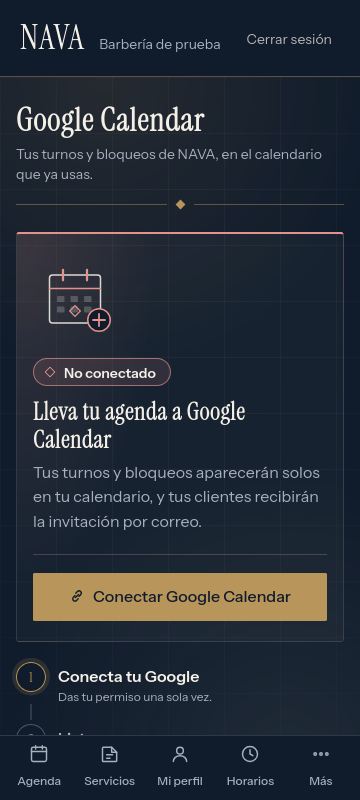 NAVA Barbería de prueba Cerrar sesión
Google Calendar
Tus turnos y bloqueos de NAVA, en el calendario
que ya usas.
No conectado
Lleva tu agenda a Google
Calendar
Tus turnos y bloqueos aparecerán solos
en tu calendario, y tus clientes recibirán
la invitación por correo.
Conectar Google Calendar
1 Conecta tu Google
Das tu permiso una sola vez.
Agenda Servicios Mi perfil Horarios Más